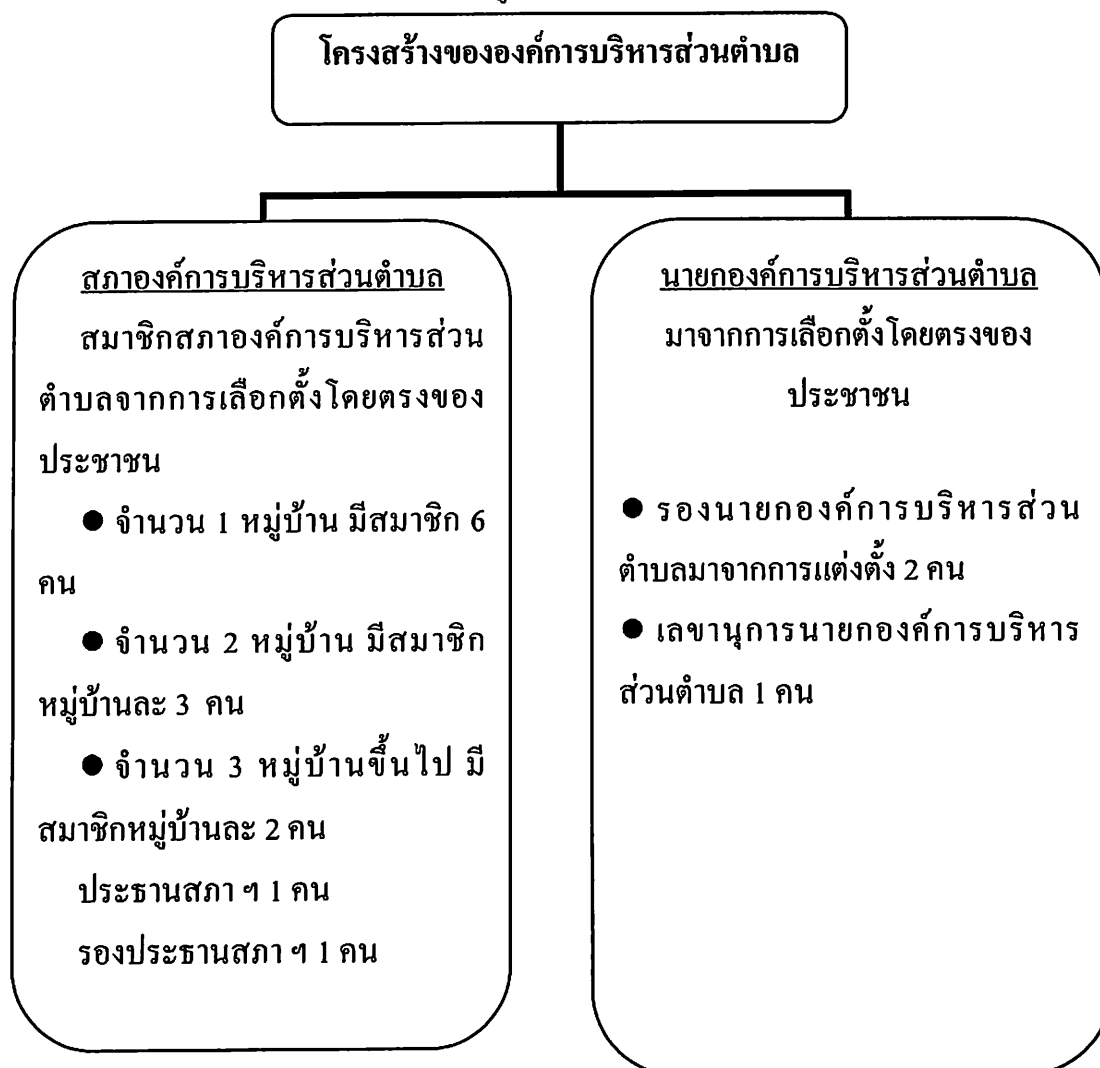 โครงสร้างขององค์การบริหารส่วนตำบล
สภาองค์การบริหารส่วนตำบล
สมาชิกสภาองค์การบริหารส่วน
ตำบลจากการเลือกตั้งโดยตรงของ
ประชาชน
● จำนวน 1 หมู่บ้าน มีสมาชิก 6
คน
● จำนวน 2 หมู่บ้าน มีสมาชิก
หมู่บ้านละ 3 คน
● จำนวน 3 หมู่บ้านขึ้นไป มี
สมาชิกหมู่บ้านละ 2 คน
ประธานสภา ฯ 1 คน
รองประธานสภา ฯ 1 คน
นายกองค์การบริหารส่วนตำบล
มาจากการเลือกตั้งโดยตรงของ
ประชาชน
● รองนายกองค์การบริหารส่วน
ตำบลมาจากการแต่งตั้ง 2 คน
● เลขานุการนายกองค์การบริหาร
ส่วนตำบล 1 คน